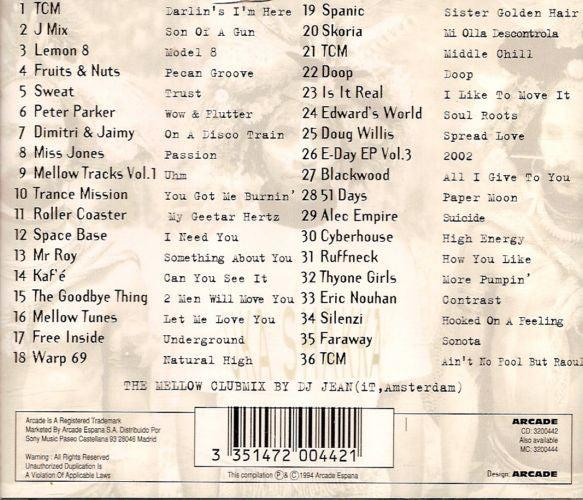 1 TCM Darlin's I'm Here
2 J Mix Son Of A Gun
3 Lemon 8 Model 8
4 Fruits & Nuts Pecan Groove
5 Sweat Trust
6 Peter Parker Wow & Flutter
7 Dimitri & Jaimy On A Disco Train
8 Miss Jones Passion
9 Mellow Tracks Vol.1 Uhm
10 Trance Mission You Got Me Burnin'
11 Roller Coaster My Geetar Hertz
12 Space Base I Need You
13 Mr Roy Something About You
14 Kaf'é Can You See It
15 The Goodbye Thing 2 Men Will Move You
16 Mellow Tunes Let Me Love You
17 Free Inside Underground
18 Warp 69 Natural High
19 Spanic Sister Golden Hair
20 Skoria Mi Olla Descontrola
21 TCM Middle Chill
22 Doop Doop
23 Is It Real I Like To Move It
24 Edward's World Soul Roots
25 Doug Willis Spread Love
26 E-Day EP Vol.3 2002
27 Blackwood All I Give To You
28 51 Days Paper Moon
29 Alec Empire Suicide
30 Cyberhouse High Energy
31 Ruffneck How You Like
32 Thyone Girls More Pumpin'
33 Eric Nouhan Contrast
34 Silenzi Hooked On A Feeling
35 Faraway Sonota
36 TCM Ain't No Pool But Raoul
THE MELLOW CLUBMIX BY DJ JEAN(iT,Amsterdam)
Arcade Is A Registered Trademark
Marketed By Arcade Espana S.A. Distribuido Por
Sony Music Paseo Castellana 93 28046 Madrid
Warning : All Rights Reserved
Unauthorized Duplication Is
A Violation Of Applicable Laws
3 351472 004421
This compilation Ⓟ & © 1994 Arcade Espana
ARCADE
CD: 3200442
Also available
MC: 3200444
Design: ARCADE